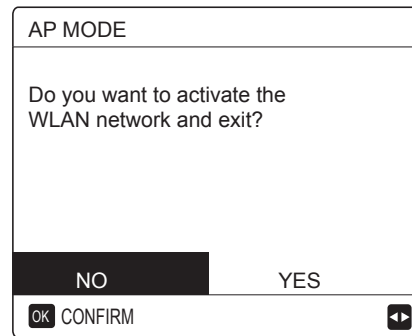 AP MODE
Do you want to activate the
WLAN network and exit?
NO YES
OK CONFIRM